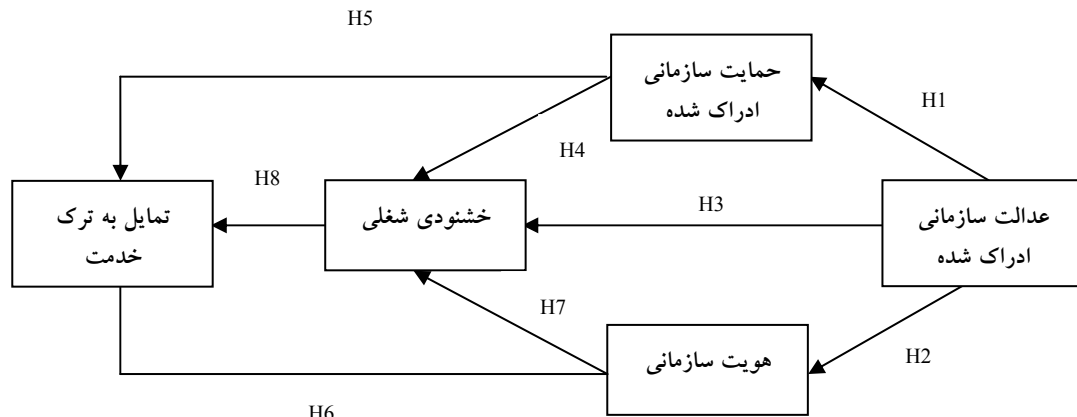 H5
حمایت سازمانی
ادراک شده
H1
H4
عدالت سازمانی
ادراک شده
H3
خشنودی شغلی
H8
تمایل به ترک
خدمت
H7
هویت سازمانی
H2
H6